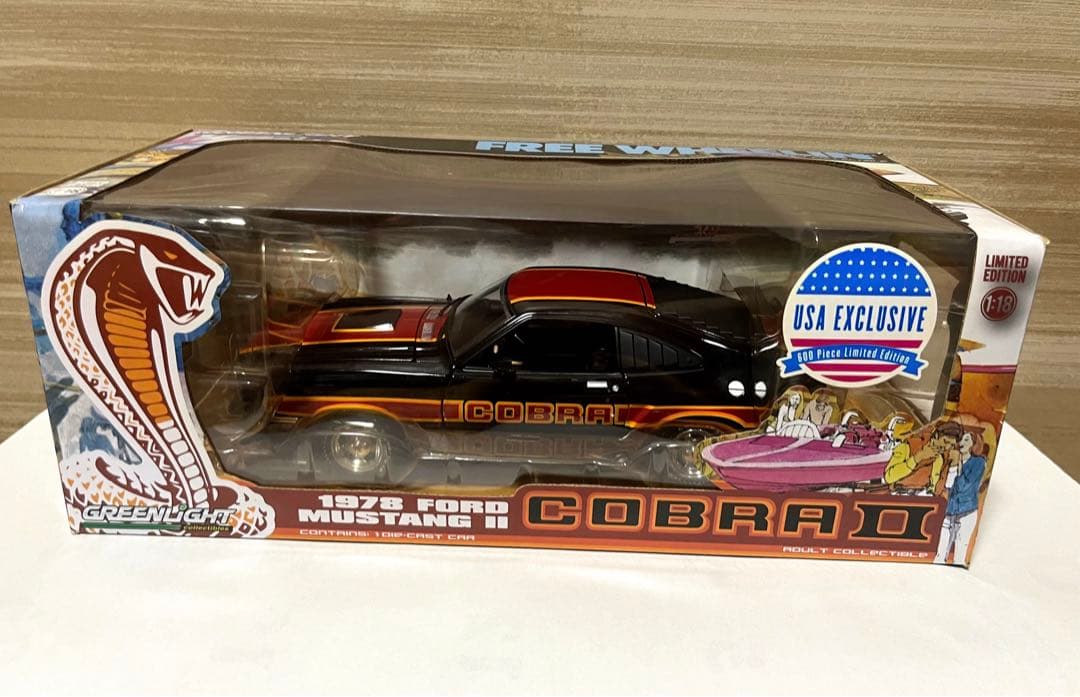 FREE WHEELIN'
LIMITED
EDITION
1:18
USA EXCLUSIVE
600 Piece Limited Edition
COBRA
GREENLIGHT
collectibles
1978 FORD
MUSTANG II
COBRA II
CONTAINS: 1 DIE-CAST CAR
ADULT COLLECTIBLE